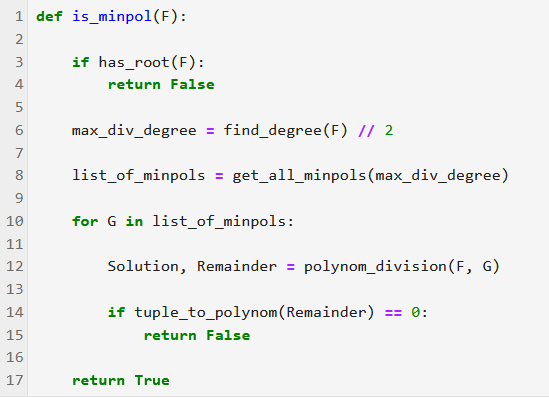 1 def is_minpol(F):
2
3     if has_root(F):
4         return False
5
6     max_div_degree = find_degree(F) // 2
7
8     list_of_minpols = get_all_minpols(max_div_degree)
9
10     for G in list_of_minpols:
11
12         Solution, Remainder = polynom_division(F, G)
13
14         if tuple_to_polynom(Remainder) == 0:
15             return False
16
17     return True